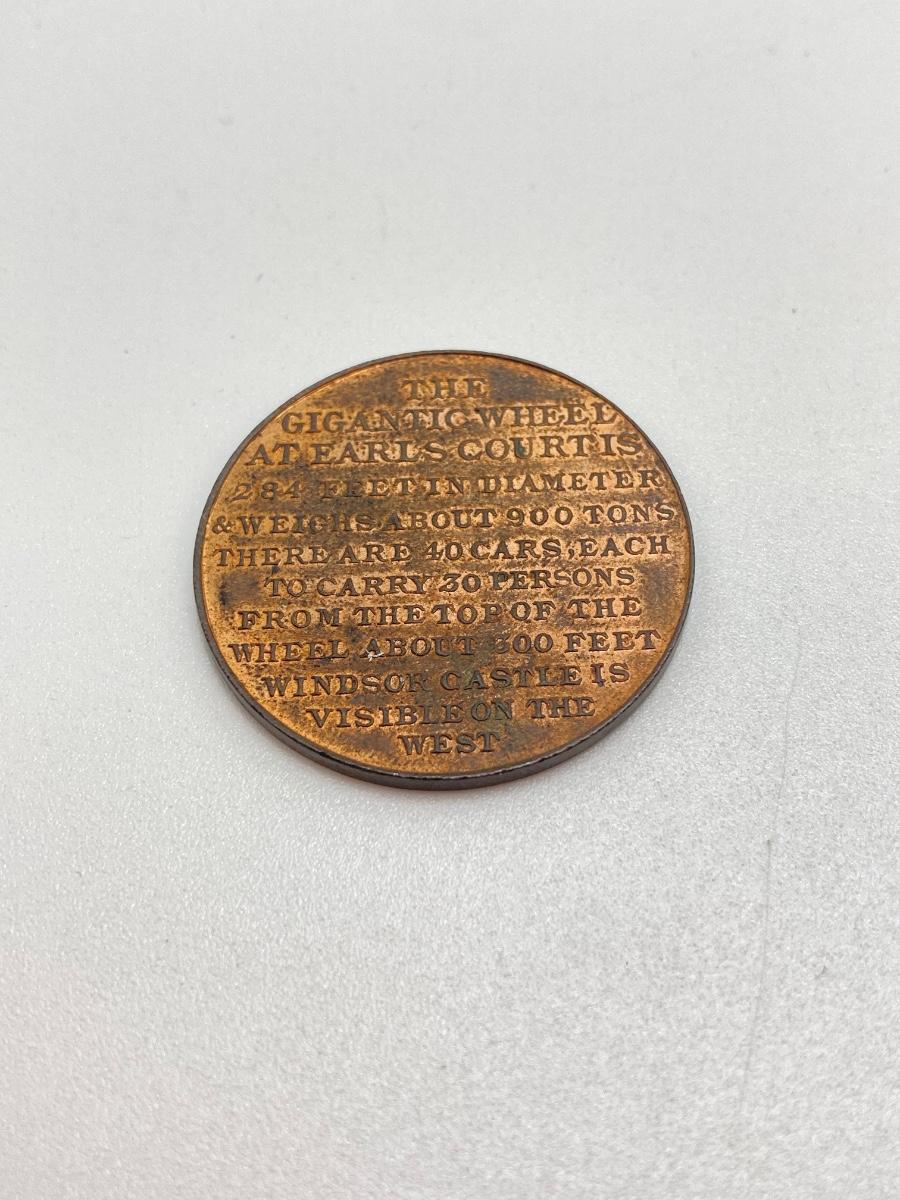 THE
GIGANTIC WHEEL
AT EARLS COURT IS
284 FEET IN DIAMETER
& WEIGHS ABOUT 900 TONS
THERE ARE 40 CARS, EACH
TO CARRY 30 PERSONS
FROM THE TOP OF THE
WHEEL ABOUT 300 FEET
WINDSOR CASTLE IS
VISIBLE ON THE
WEST